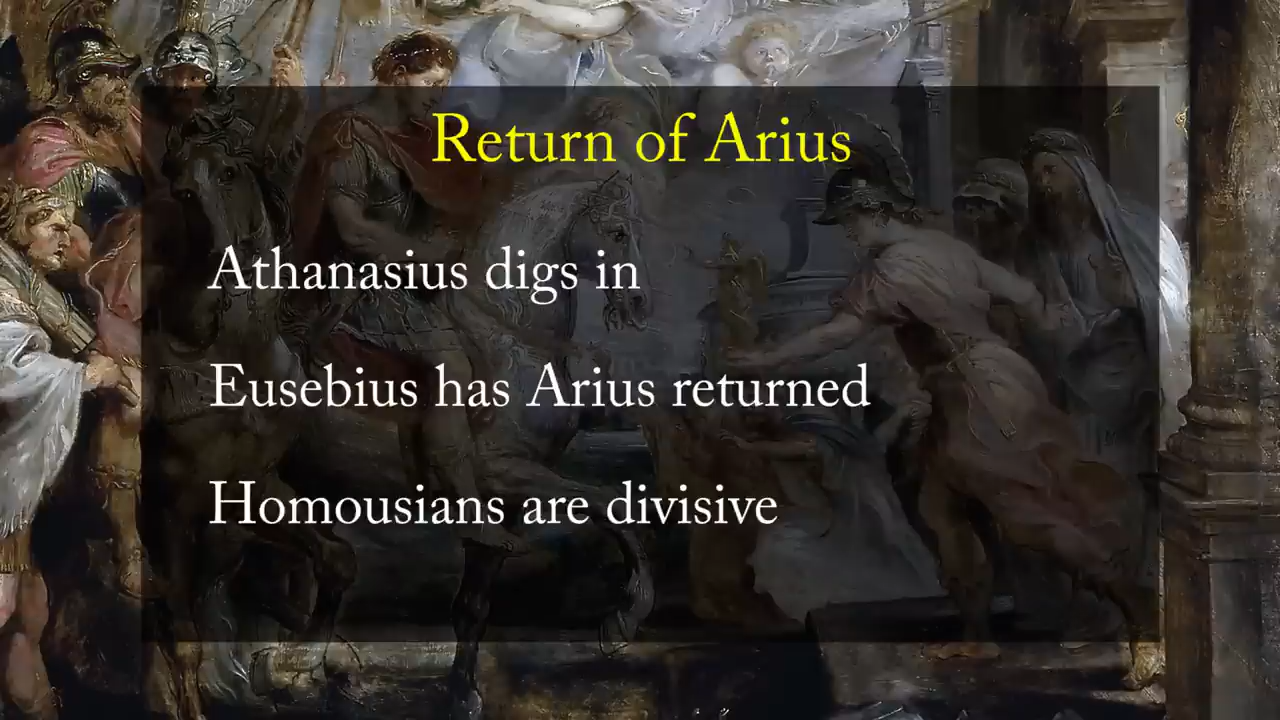 Return of Arius
Athanasius digs in
Eusebius has Arius returned
Homousians are divisive